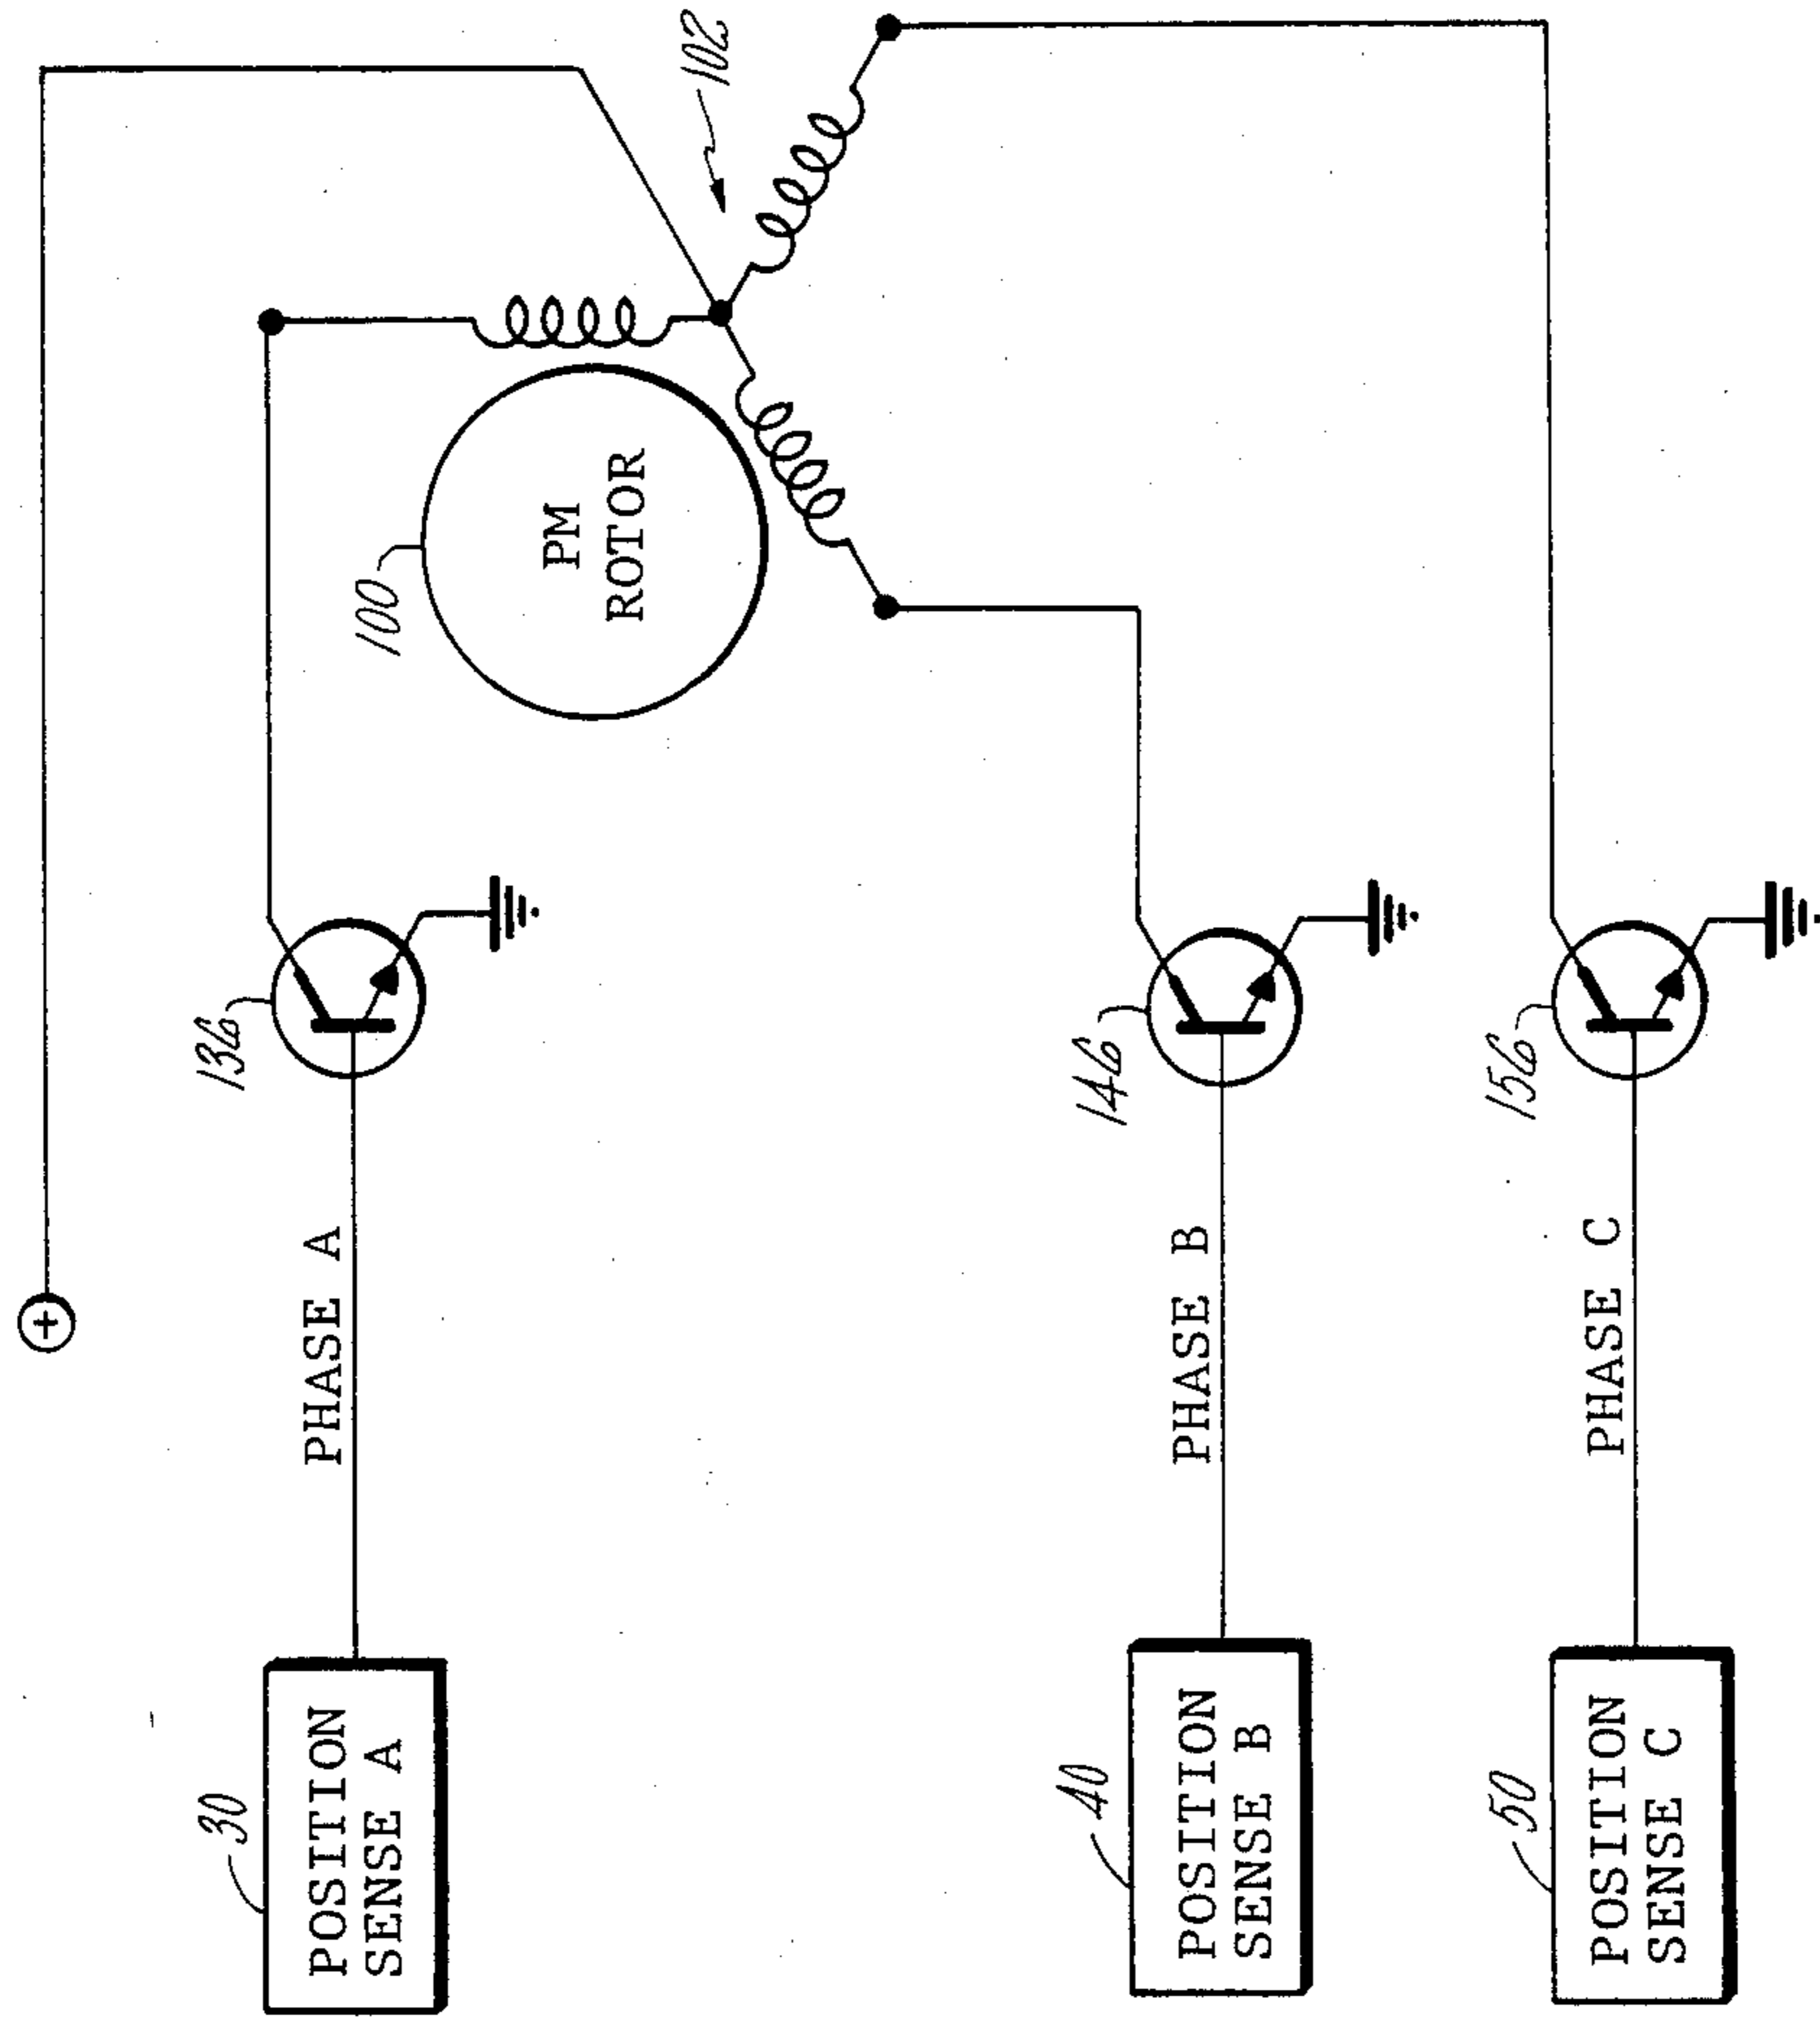 +
102
100
PM
ROTOR
136
PHASE A
30
POSITION
SENSE A
146
PHASE B
40
POSITION
SENSE B
156
PHASE C
50
POSITION
SENSE C